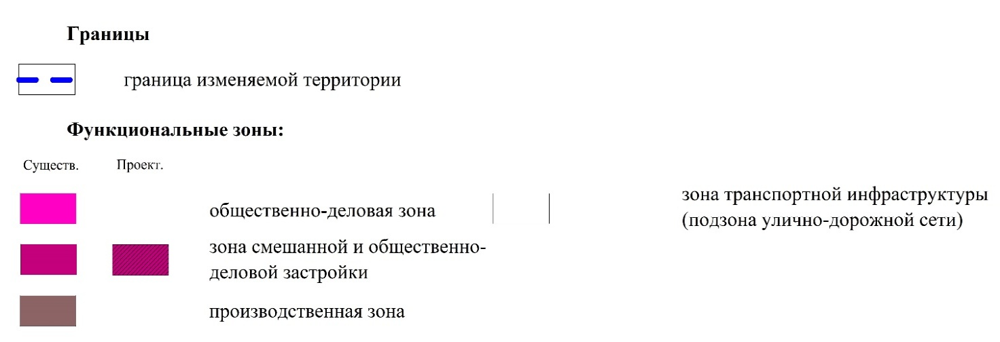 Границы
граница изменяемой территории
Функциональные зоны:
Существ. Проект.
общественно-деловая зона
зона смешанной и общественно-
деловой застройки
производственная зона
зона транспортной инфраструктуры
(подзона улично-дорожной сети)